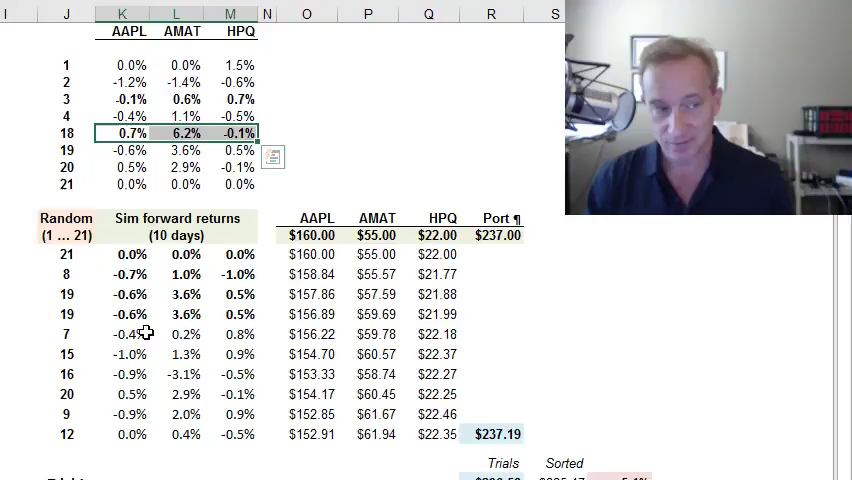 I J K L M N O P Q R S
AAPL AMAT HPQ
1 0.0% 0.0% 1.5%
2 -1.2% -1.4% -0.6%
3 -0.1% 0.6% 0.7%
4 -0.4% 1.1% -0.5%
18 0.7% 6.2% -0.1%
19 -0.6% 3.6% 0.5%
20 0.5% 2.9% -0.1%
21 0.0% 0.0% 0.0%
Random Sim forward returns AAPL AMAT HPQ Port ¶
(1 … 21) (10 days) $160.00 $55.00 $22.00 $237.00
21 0.0% 0.0% 0.0% $160.00 $55.00 $22.00
8 -0.7% 1.0% -1.0% $158.84 $55.57 $21.77
19 -0.6% 3.6% 0.5% $157.86 $57.59 $21.88
19 -0.6% 3.6% 0.5% $156.89 $59.69 $21.99
7 -0.4% 0.2% 0.8% $156.22 $59.78 $22.18
15 -1.0% 1.3% 0.9% $154.70 $60.57 $22.37
16 -0.9% -3.1% -0.5% $153.33 $58.74 $22.27
20 0.5% 2.9% -0.1% $154.17 $60.45 $22.25
9 -0.9% 2.0% 0.9% $152.85 $61.67 $22.46
12 0.0% 0.4% -0.5% $152.91 $61.94 $22.35 $237.19
Trials Sorted